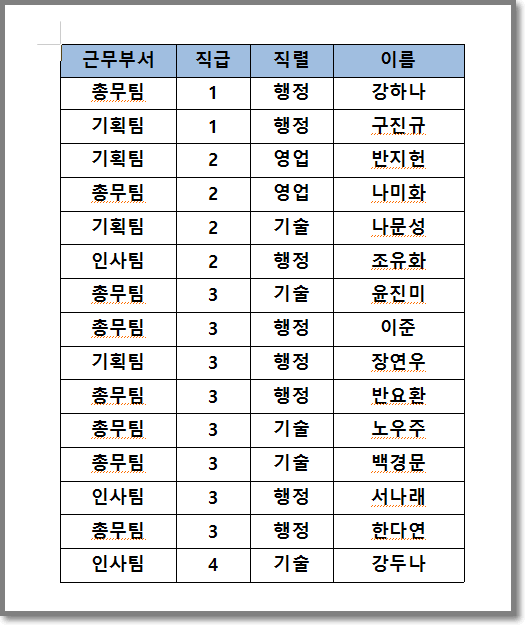 근무부서 직급 직렬 이름
총무팀 1 행정 강하나
기획팀 1 행정 구진규
기획팀 2 영업 반지헌
총무팀 2 영업 나미화
기획팀 2 기술 나문성
인사팀 2 행정 조유화
총무팀 3 기술 윤진미
총무팀 3 행정 이준
기획팀 3 행정 장연우
총무팀 3 행정 반요환
총무팀 3 기술 노우주
총무팀 3 기술 백경문
인사팀 3 행정 서나래
총무팀 3 행정 한다연
인사팀 4 기술 강두나